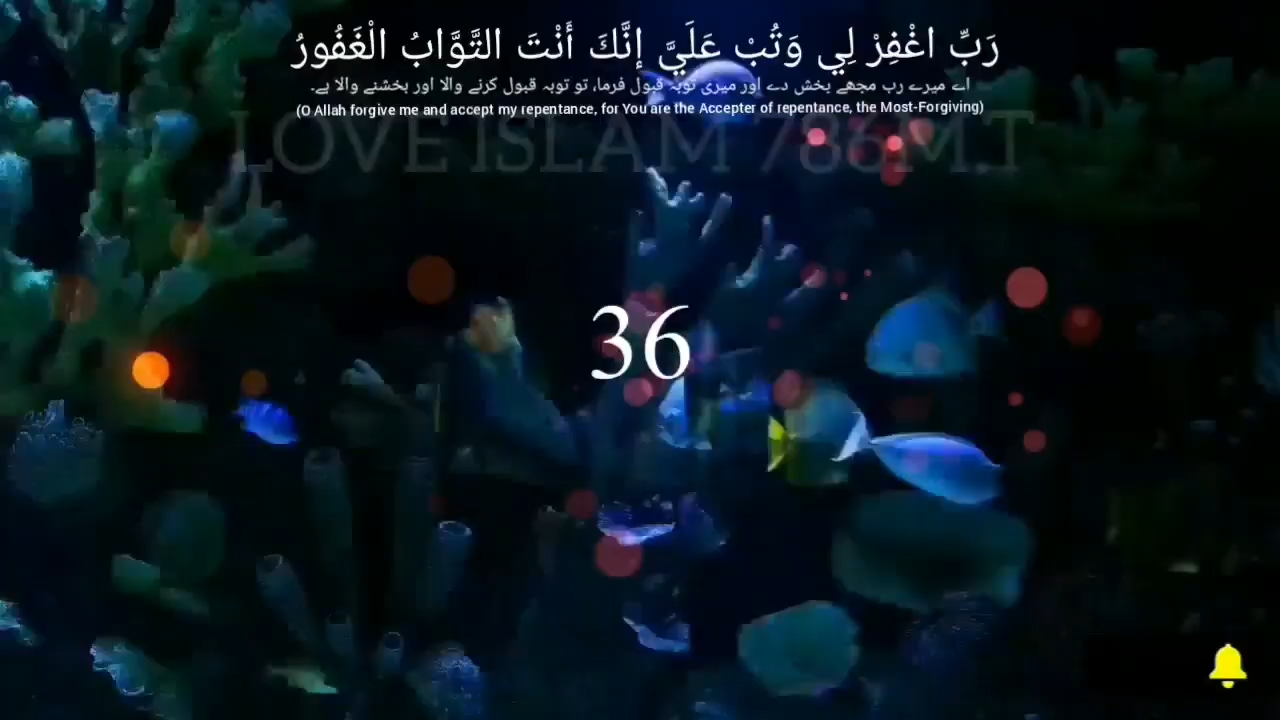 رَبِّ اغْفِرْ لِي وَتُبْ عَلَيَّ إنَّكَ أَنْتَ التَّوَّابُ الْغَفُورُ
اے میرے رب مجھے بخش دے اور میری توبہ قبول فرما، تو توبہ قبول کرنے والا اور بخشنے والا ہے۔
(O Allah forgive me and accept my repentance, for You are the Accepter of repentance, the Most-Forgiving)
LOVE ISLAM 786M.T
36